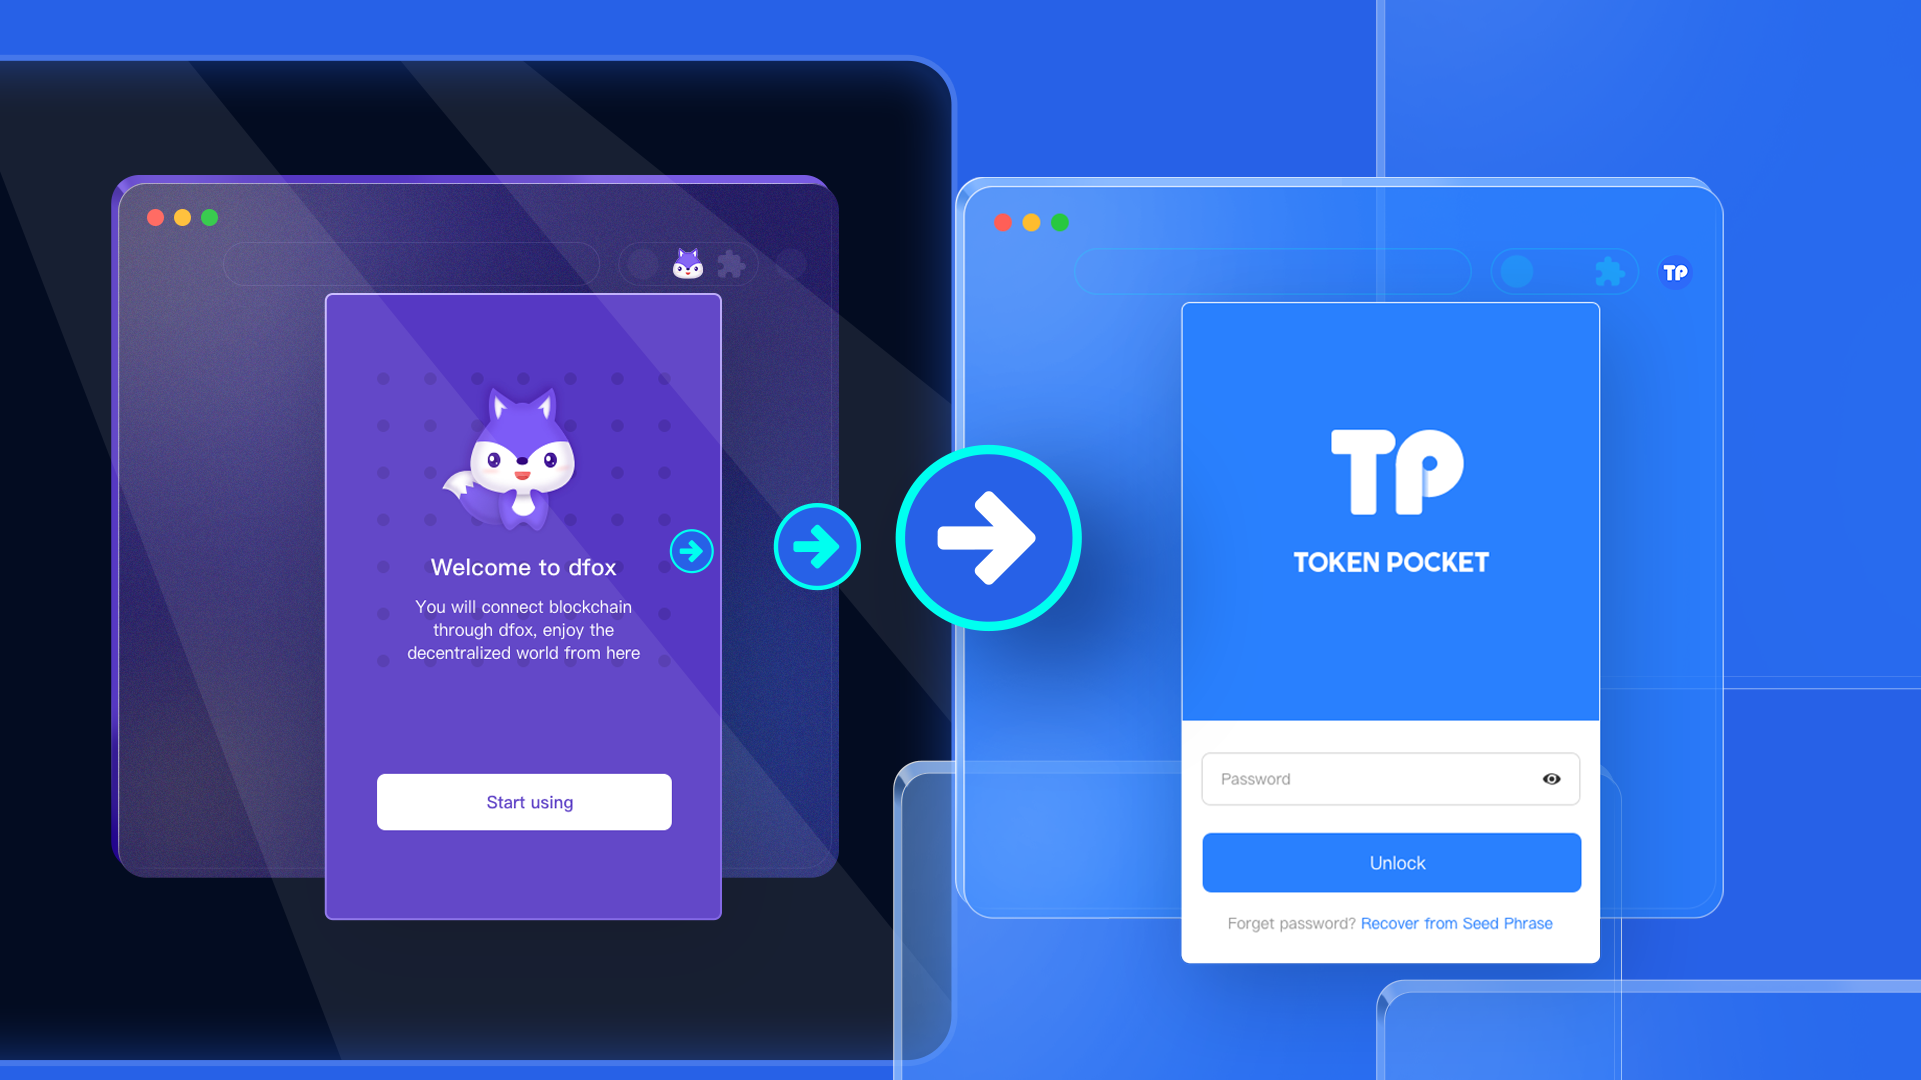 Welcome to dfox
You will connect blockchain
through dfox, enjoy the
decentralized world from here
Start using
TP
TP
TOKEN POCKET
Password
Unlock
Forget password? Recover from Seed Phrase